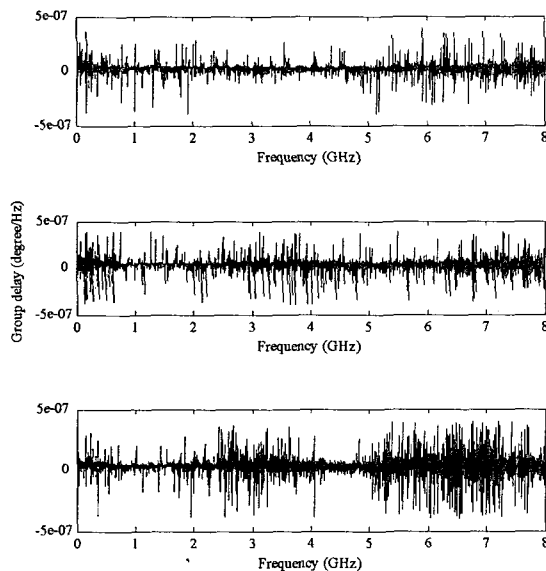 5e-07
0
-5e-07
0 1 2 3 4 5 6 7 8
Frequency (GHz)
Group delay (degree/Hz)
5e-07
0
-5e-07
0 1 2 3 4 5 6 7 8
Frequency (GHz)
5e-07
0
-5e-07
0 1 2 3 4 5 6 7 8
Frequency (GHz)